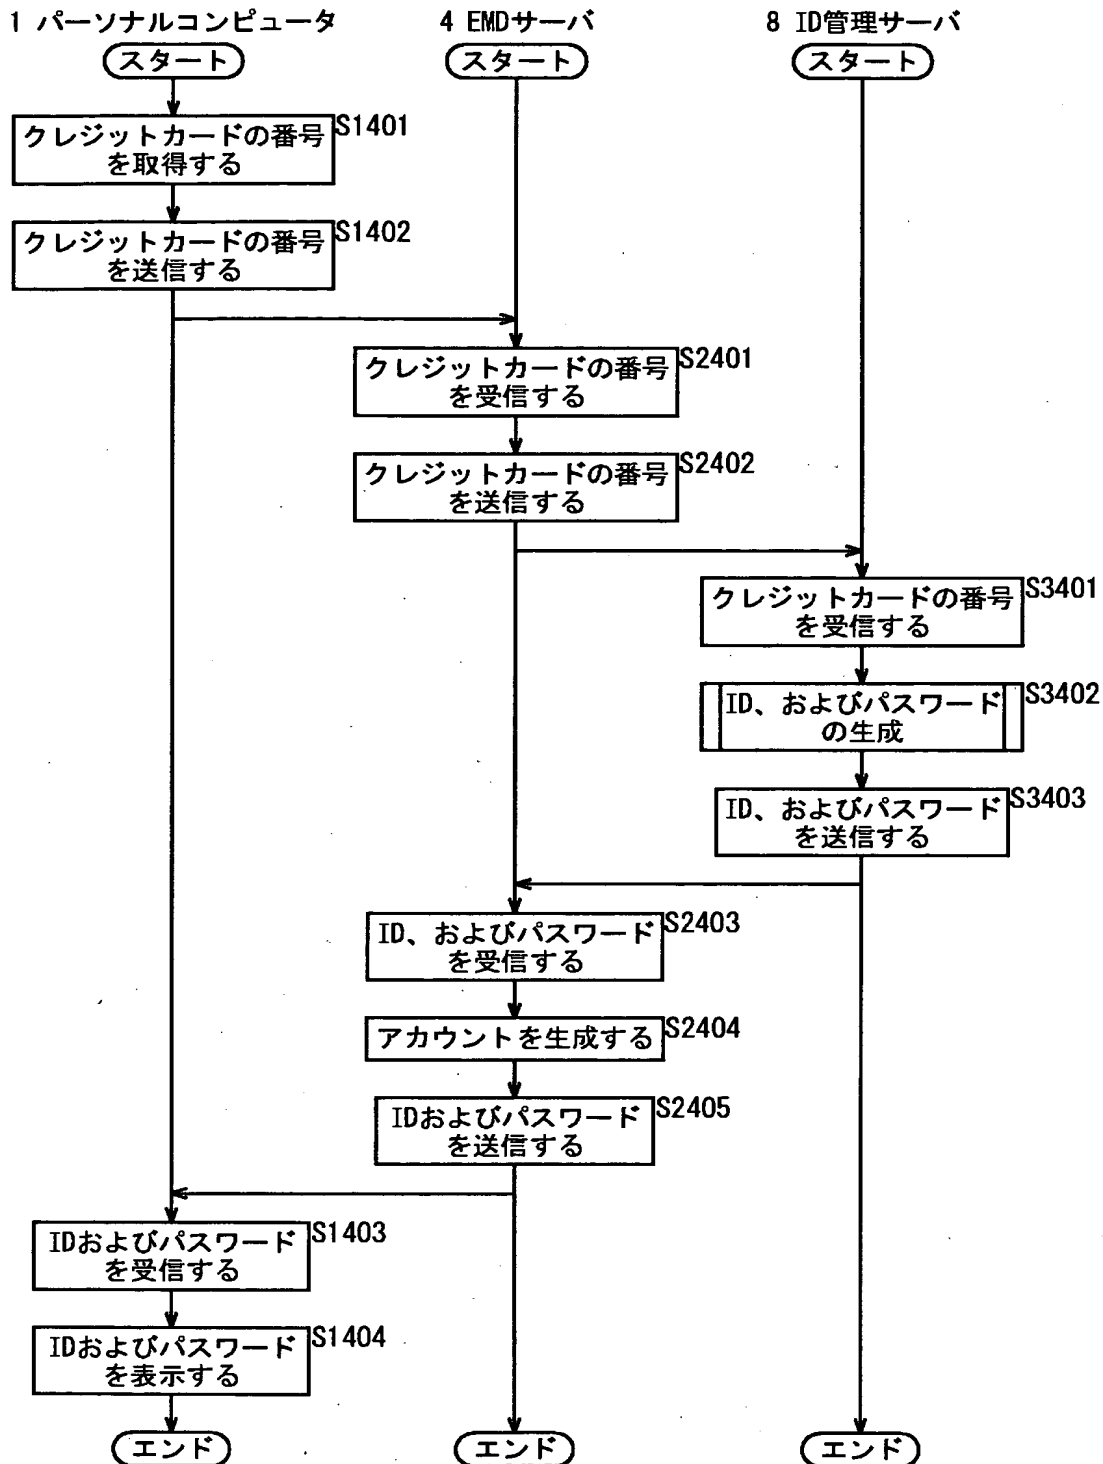 1 パーソナルコンピュータ
4 EMDサーバ
8 ID管理サーバ
スタート
スタート
スタート
クレジットカードの番号
を取得する
S1401
クレジットカードの番号
を送信する
S1402
クレジットカードの番号
を受信する
S2401
クレジットカードの番号
を送信する
S2402
クレジットカードの番号
を受信する
S3401
ID、およびパスワード
の生成
S3402
ID、およびパスワード
を送信する
S3403
ID、およびパスワード
を受信する
S2403
アカウントを生成する
S2404
IDおよびパスワード
を送信する
S2405
IDおよびパスワード
を受信する
S1403
IDおよびパスワード
を表示する
S1404
エンド
エンド
エンド